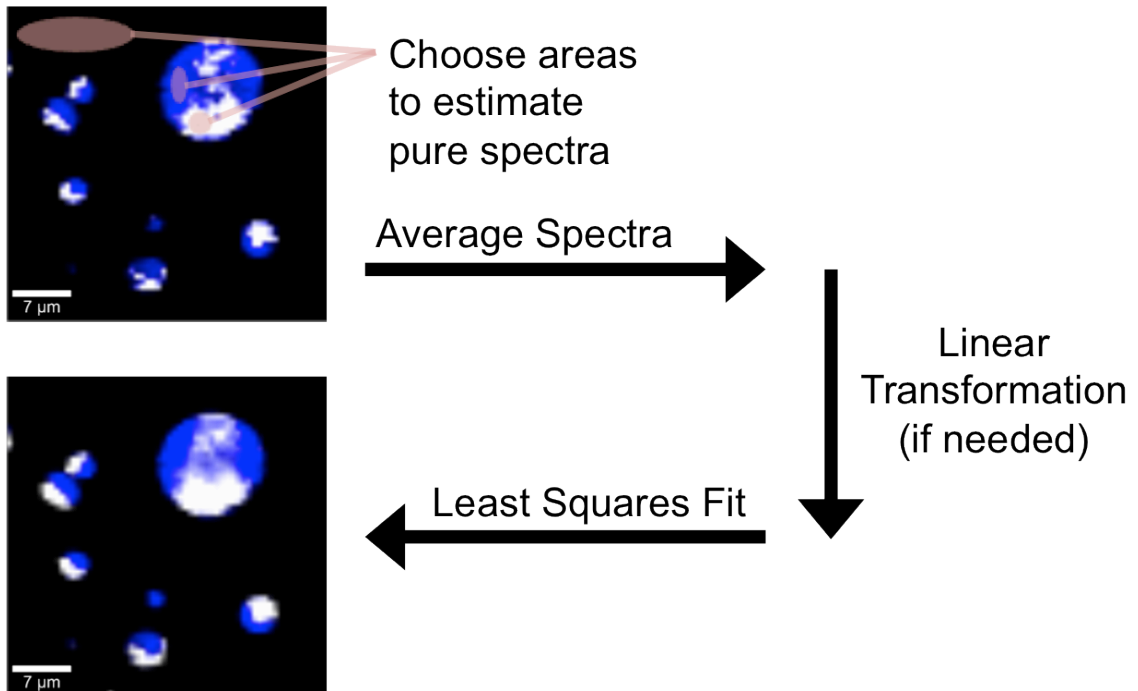 Choose areas
to estimate
pure spectra
Average Spectra
7 μm
Linear
Transformation
(if needed)
Least Squares Fit
7 μm